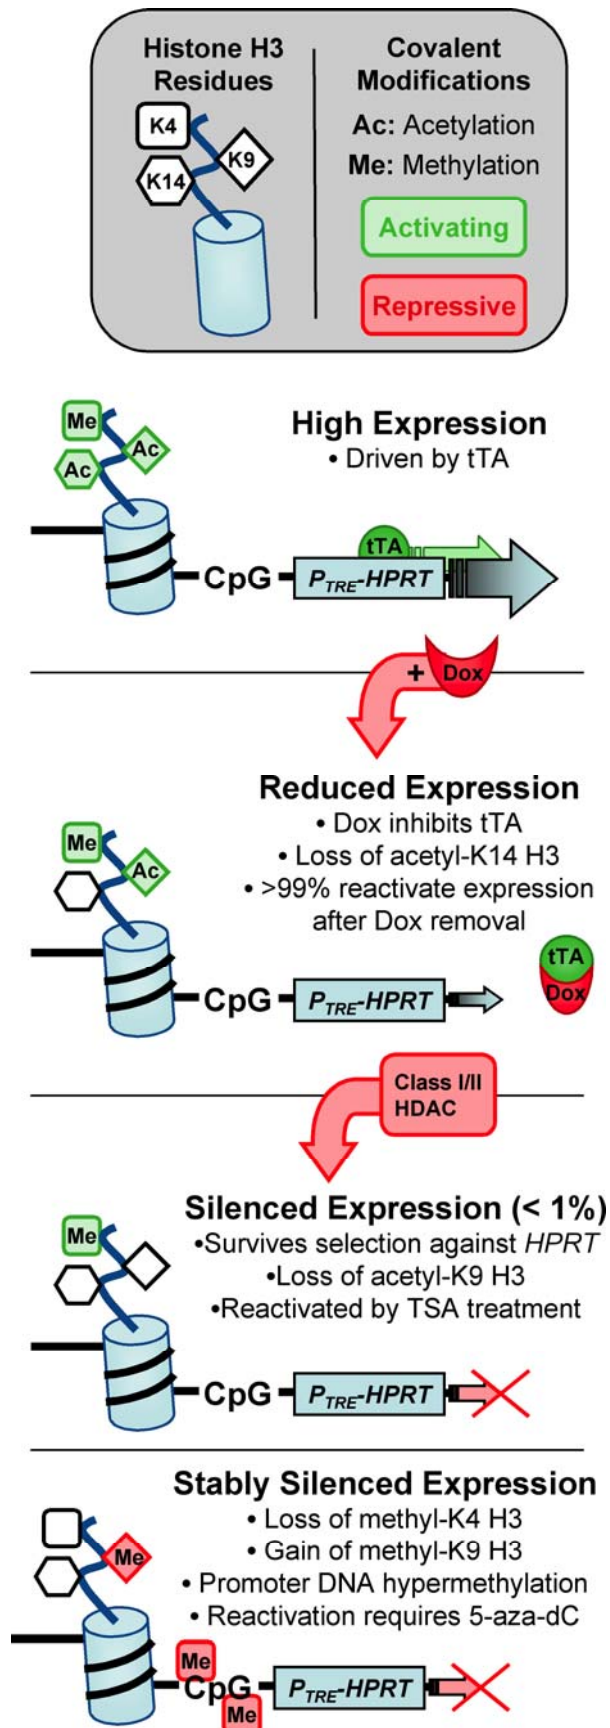 Histone H3
Residues
K4
K9
K14
Covalent
Modifications
Ac: Acetylation
Me: Methylation
Activating
Repressive
High Expression
• Driven by tTA
Me
Ac
Ac
tTA
CpG
P_TRE-HPRT
+
Dox
Reduced Expression
• Dox inhibits tTA
• Loss of acetyl-K14 H3
• >99% reactivate expression
after Dox removal
Me
Ac
CpG
P_TRE-HPRT
tTA
Dox
Class I/II
HDAC
Silenced Expression (< 1%)
•Survives selection against HPRT
•Loss of acetyl-K9 H3
•Reactivated by TSA treatment
Me
CpG
P_TRE-HPRT
Stably Silenced Expression
• Loss of methyl-K4 H3
• Gain of methyl-K9 H3
• Promoter DNA hypermethylation
• Reactivation requires 5-aza-dC
Me
Me
CpG
Me
P_TRE-HPRT